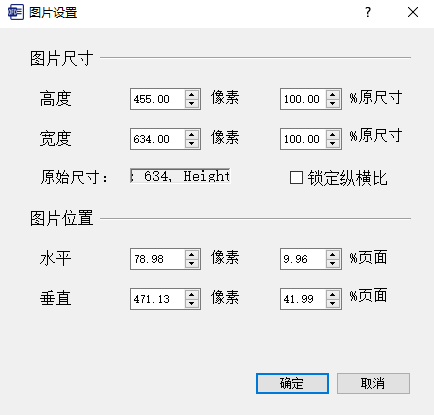 图片设置
图片尺寸
高度 455.00 像素 100.00 %原尺寸
宽度 634.00 像素 100.00 %原尺寸
原始尺寸： : 634, Height 锁定纵横比
图片位置
水平 78.98 像素 9.96 %页面
垂直 471.13 像素 41.99 %页面
确定 取消